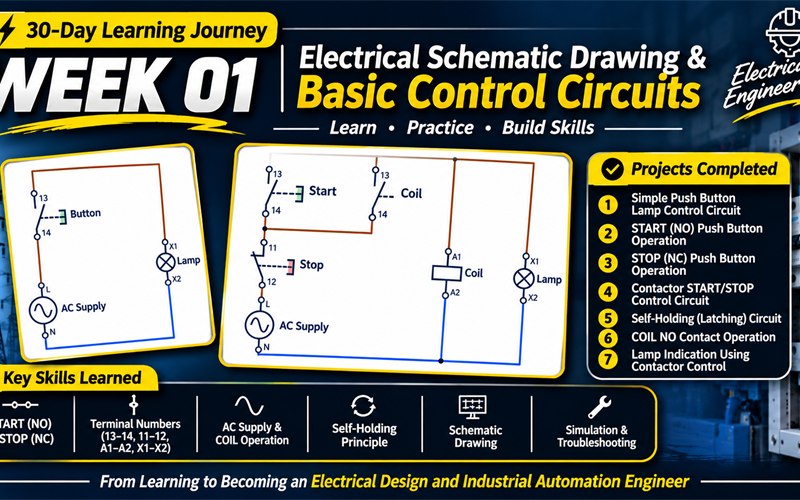 30-Day Learning Journey
WEEK 01
Electrical Schematic Drawing &
Basic Control Circuits
Learn • Practice • Build Skills
Electrical
Engineer
13
Button
14
X1
Lamp
X2
L
AC Supply
N
13
Start
14
13
Coil
14
11
Stop
12
A1
Coil
A2
X1
Lamp
X2
L
AC Supply
N
Projects Completed
1 Simple Push Button
Lamp Control Circuit
2 START (NO) Push Button
Operation
3 STOP (NC) Push Button
Operation
4 Contactor START/STOP
Control Circuit
5 Self-Holding (Latching) Circuit
6 COIL NO Contact Operation
7 Lamp Indication Using
Contactor Control
Key Skills Learned
START (NO)
STOP (NC)
Terminal Numbers
(13–14, 11–12,
A1–A2, X1–X2)
AC Supply &
COIL Operation
Self-Holding
Principle
Schematic
Drawing
Simulation &
Troubleshooting
From Learning to Becoming an Electrical Design and Industrial Automation Engineer